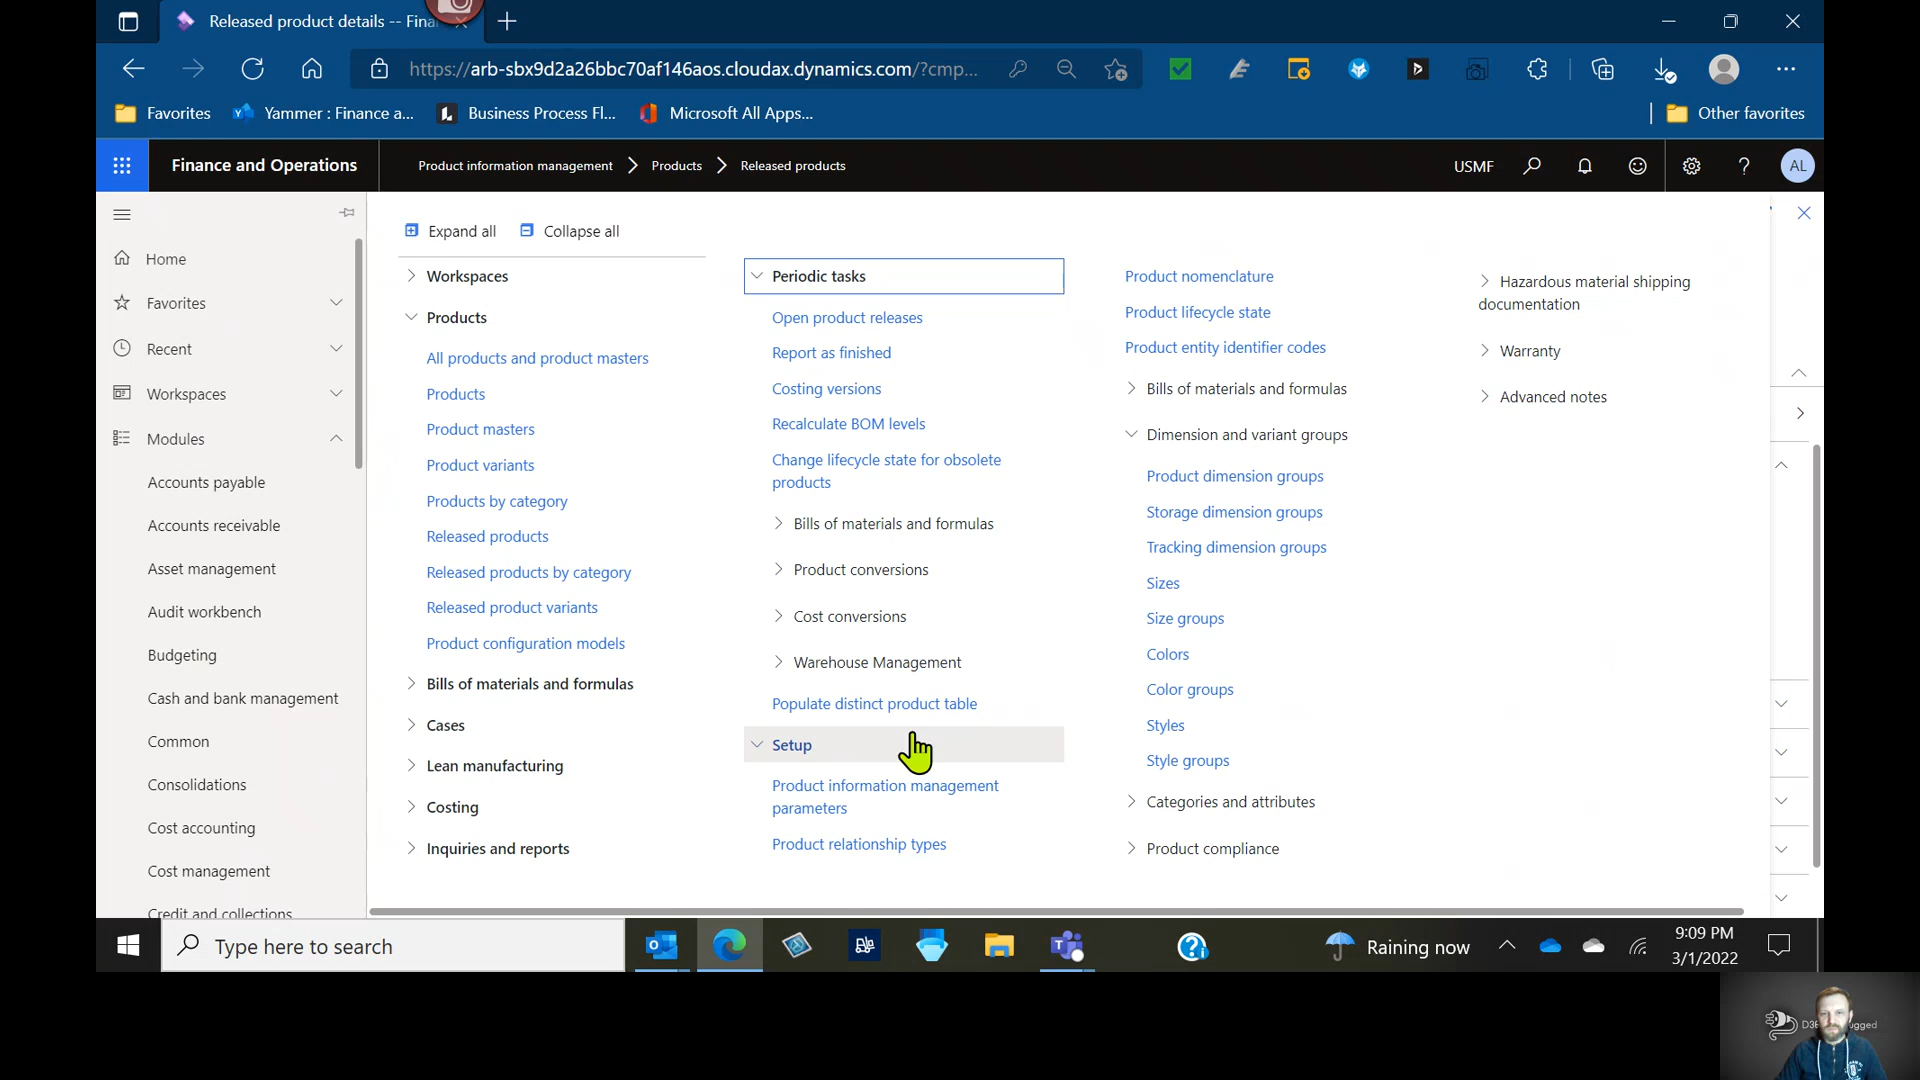 Released product details -- Fina
https://arb-sbx9d2a26bbc70af146aos.cloudax.dynamics.com/?cmp...
Favorites
Yammer : Finance a...
Business Process Fl...
Microsoft All Apps...
Other favorites
Finance and Operations
Product information management
Products
Released products
USMF
AL
Home
Favorites
Recent
Workspaces
Modules
Accounts payable
Accounts receivable
Asset management
Audit workbench
Budgeting
Cash and bank management
Common
Consolidations
Cost accounting
Cost management
Credit and collections
Expand all
Collapse all
Workspaces
Products
All products and product masters
Products
Product masters
Product variants
Products by category
Released products
Released products by category
Released product variants
Product configuration models
Bills of materials and formulas
Cases
Lean manufacturing
Costing
Inquiries and reports
Periodic tasks
Open product releases
Report as finished
Costing versions
Recalculate BOM levels
Change lifecycle state for obsolete
products
Bills of materials and formulas
Product conversions
Cost conversions
Warehouse Management
Populate distinct product table
Setup
Product information management
parameters
Product relationship types
Product nomenclature
Product lifecycle state
Product entity identifier codes
Bills of materials and formulas
Dimension and variant groups
Product dimension groups
Storage dimension groups
Tracking dimension groups
Sizes
Size groups
Colors
Color groups
Styles
Style groups
Categories and attributes
Product compliance
Hazardous material shipping
documentation
Warranty
Advanced notes
Type here to search
Raining now
9:09 PM
3/1/2022